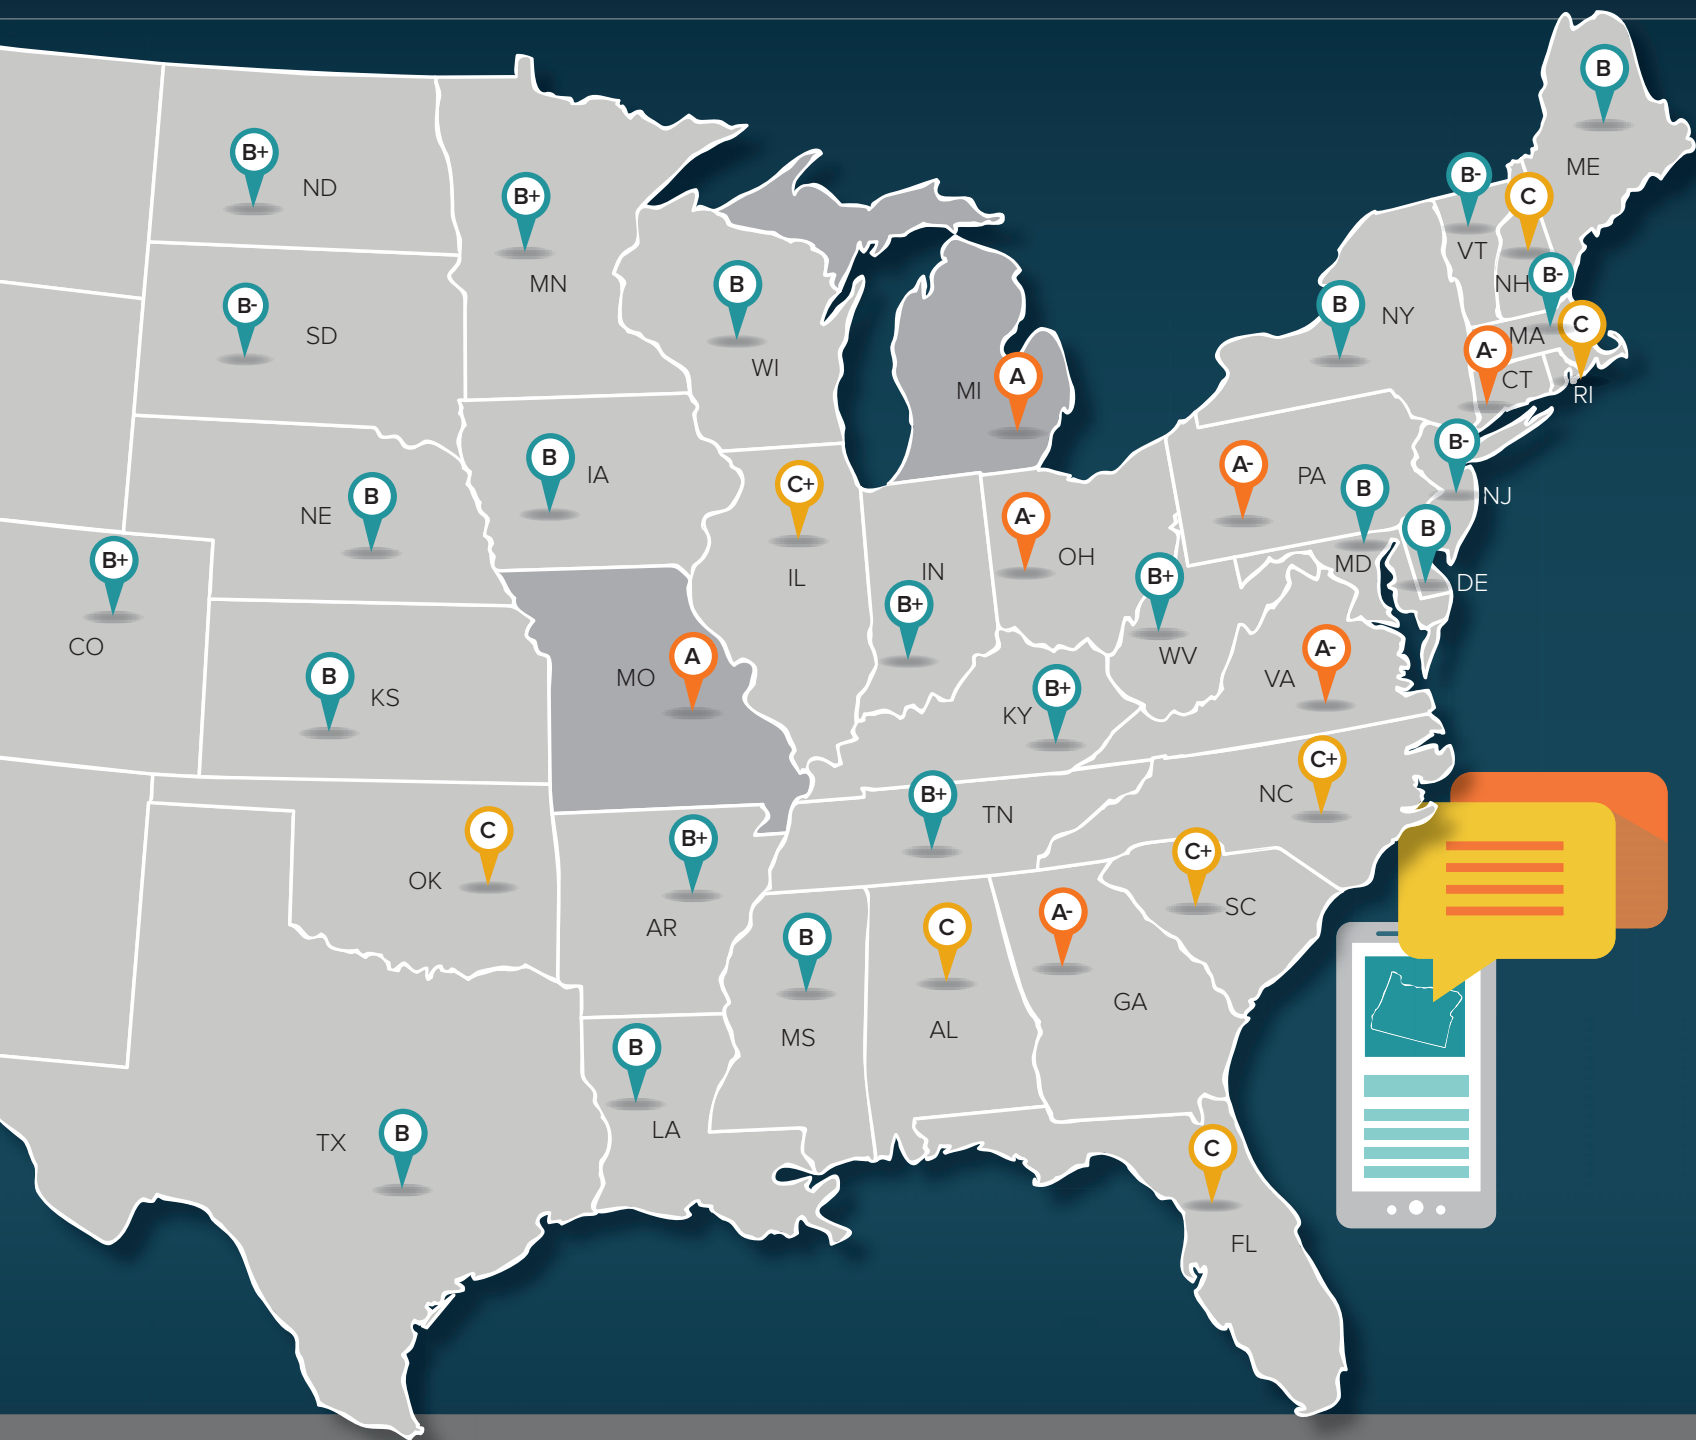 B
ME
B+
ND
B-
VT
C
NH
B+
MN
B-
MA
B
WI
B-
SD
B
NY
C
RI
A-
CT
A
MI
B
IA
B-
NJ
A-
PA
B
MD
B
NE
C+
IL
A-
OH
B
DE
B+
CO
B+
IN
B+
WV
A
MO
A-
VA
B
KS
B+
KY
C+
NC
B+
TN
C
OK
B+
AR
C+
SC
A-
GA
B
MS
C
AL
B
LA
B
TX
C
FL